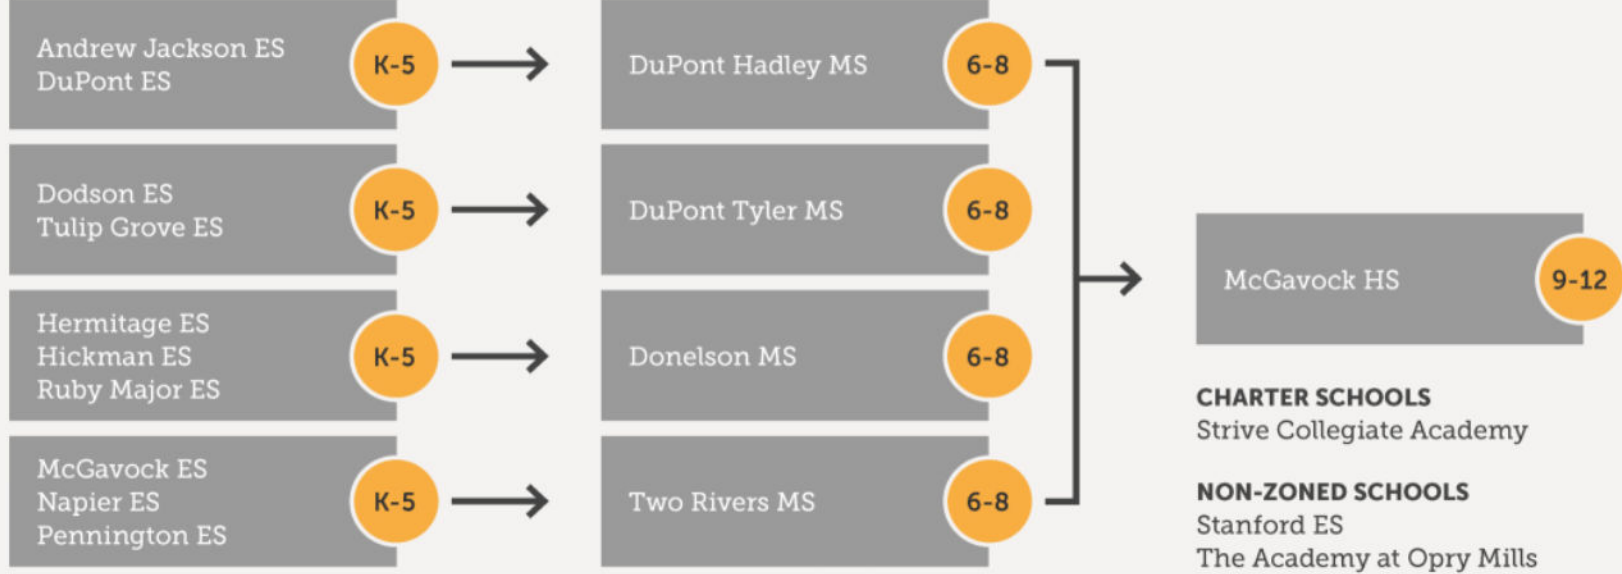 Andrew Jackson ES
DuPont ES
K-5
DuPont Hadley MS
6-8
Dodson ES
Tulip Grove ES
K-5
DuPont Tyler MS
6-8
Hermitage ES
Hickman ES
Ruby Major ES
K-5
Donelson MS
6-8
McGavock ES
Napier ES
Pennington ES
K-5
Two Rivers MS
6-8
McGavock HS
9-12
CHARTER SCHOOLS
Strive Collegiate Academy
NON-ZONED SCHOOLS
Stanford ES
The Academy at Opry Mills